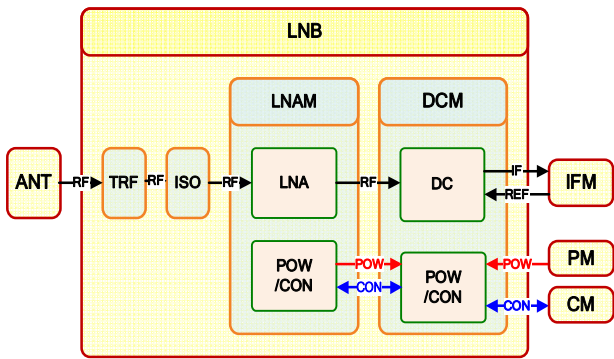 LNB
LNAM
DCM
ANT
RF
TRF
RF
ISO
RF
LNA
RF
DC
IF
REF
IFM
POW
/CON
POW
CON
POW
/CON
POW
PM
CON
CM